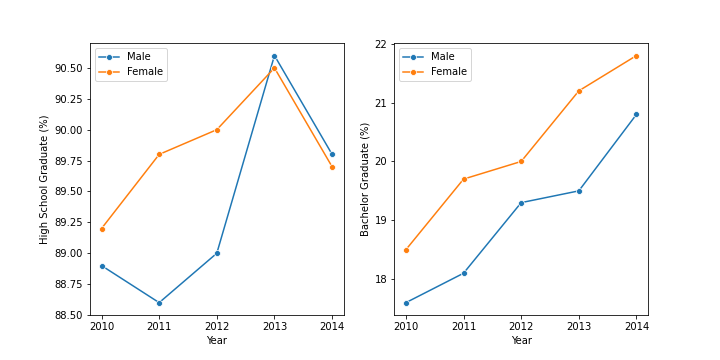 Male
Female
High School Graduate (%)
90.50
90.25
90.00
89.75
89.50
89.25
89.00
88.75
88.50
2010 2011 2012 2013 2014
Year
Male
Female
Bachelor Graduate (%)
22
21
20
19
18
2010 2011 2012 2013 2014
Year